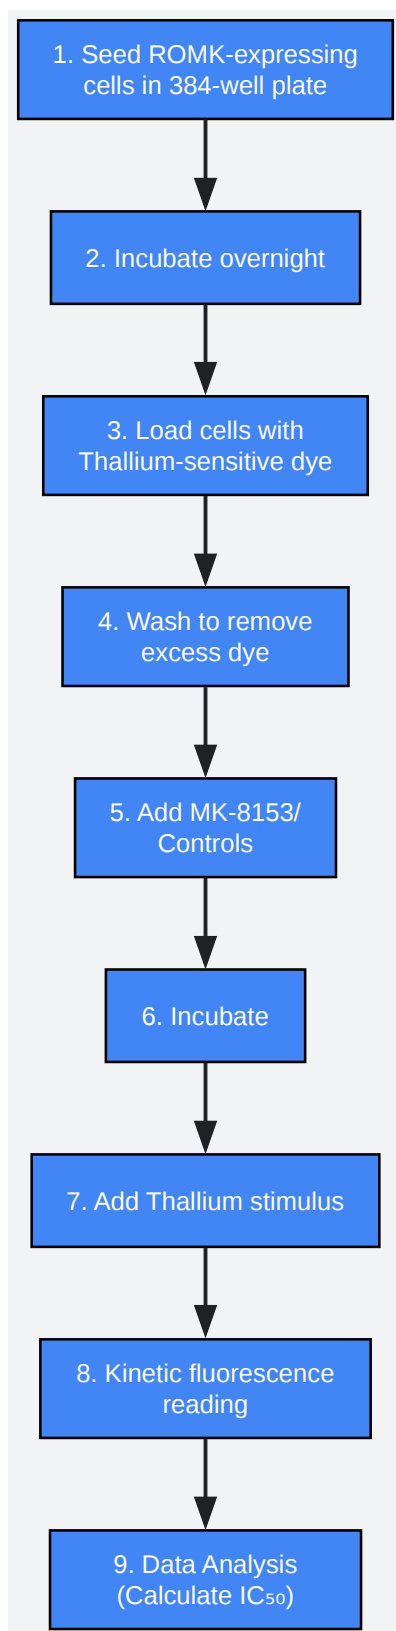 1. Seed ROMK-expressing
cells in 384-well plate
2. Incubate overnight
3. Load cells with
Thallium-sensitive dye
4. Wash to remove
excess dye
5. Add MK-8153/
Controls
6. Incubate
7. Add Thallium stimulus
8. Kinetic fluorescence
reading
9. Data Analysis
(Calculate IC₅₀)